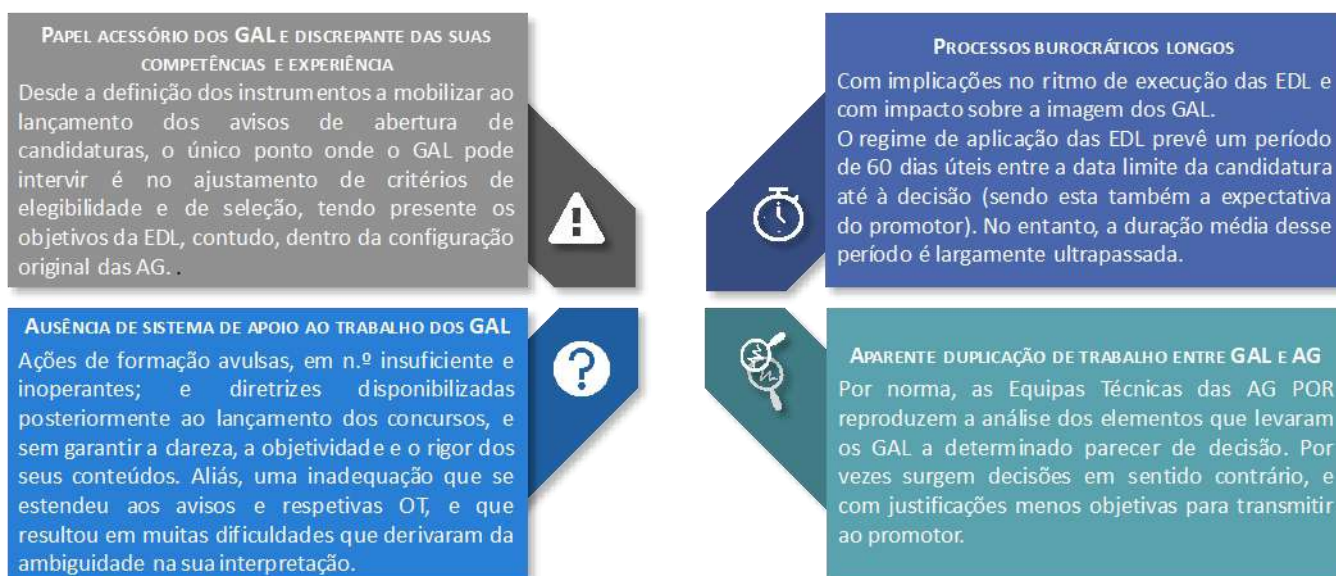 PAPEL ACESSÓRIO DOS GAL E DISCREPANTE DAS SUAS
COMPETÊNCIAS E EXPERIÊNCIA
Desde a definição dos instrumentos a mobilizar ao
lançamento dos avisos de abertura de
candidaturas, o único ponto onde o GAL pode
intervir é no ajustamento de critérios de
elegibilidade e de seleção, tendo presente os
objetivos da EDL, contudo, dentro da configuração
original das AG. .
PROCESSOS BUROCRÁTICOS LONGOS
Com implicações no ritmo de execução das EDL e
com impacto sobre a imagem dos GAL.
O regime de aplicação das EDL prevê um período
de 60 dias úteis entre a data limite da candidatura
até à decisão (sendo esta também a expectativa
do promotor). No entanto, a duração média desse
período é largamente ultrapassada.
AUSÊNCIA DE SISTEMA DE APOIO AO TRABALHO DOS GAL
Ações de formação avulsas, em n.º insuficiente e
inoperantes; e diretrizes disponibilizadas
posteriormente ao lançamento dos concursos, e
sem garantir a clareza, a objetividade e o rigor dos
seus conteúdos. Aliás, uma inadequação que se
estendeu aos avisos e respetivas OT, e que
resultou em muitas dificuldades que derivaram da
ambiguidade na sua interpretação.
APARENTE DUPLICAÇÃO DE TRABALHO ENTRE GAL E AG
Por norma, as Equipas Técnicas das AG POR
reproduzem a análise dos elementos que levaram
os GAL a determinado parecer de decisão. Por
vezes surgem decisões em sentido contrário, e
com justificações menos objetivas para transmitir
ao promotor.